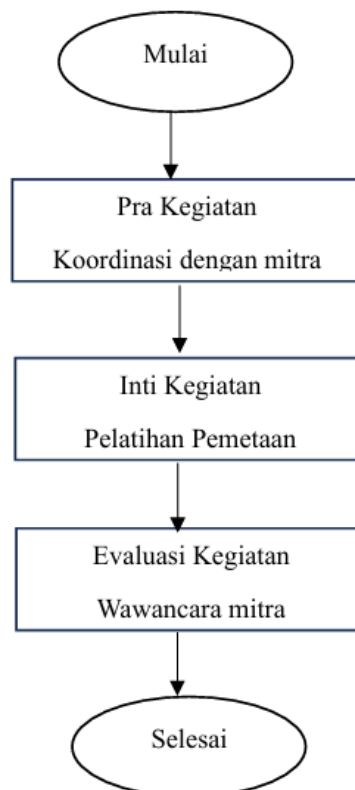 Mulai
Pra Kegiatan
Koordinasi dengan mitra
Inti Kegiatan
Pelatihan Pemetaan
Evaluasi Kegiatan
Wawancara mitra
Selesai